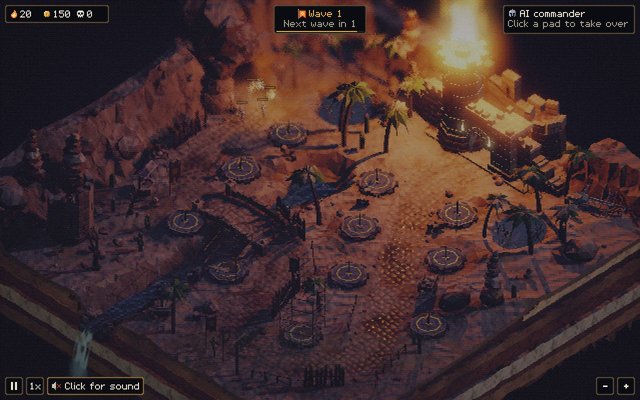 20 150 0
Wave 1
Next wave in 1
AI commander
Click a pad to take over
1x
Click for sound
- +